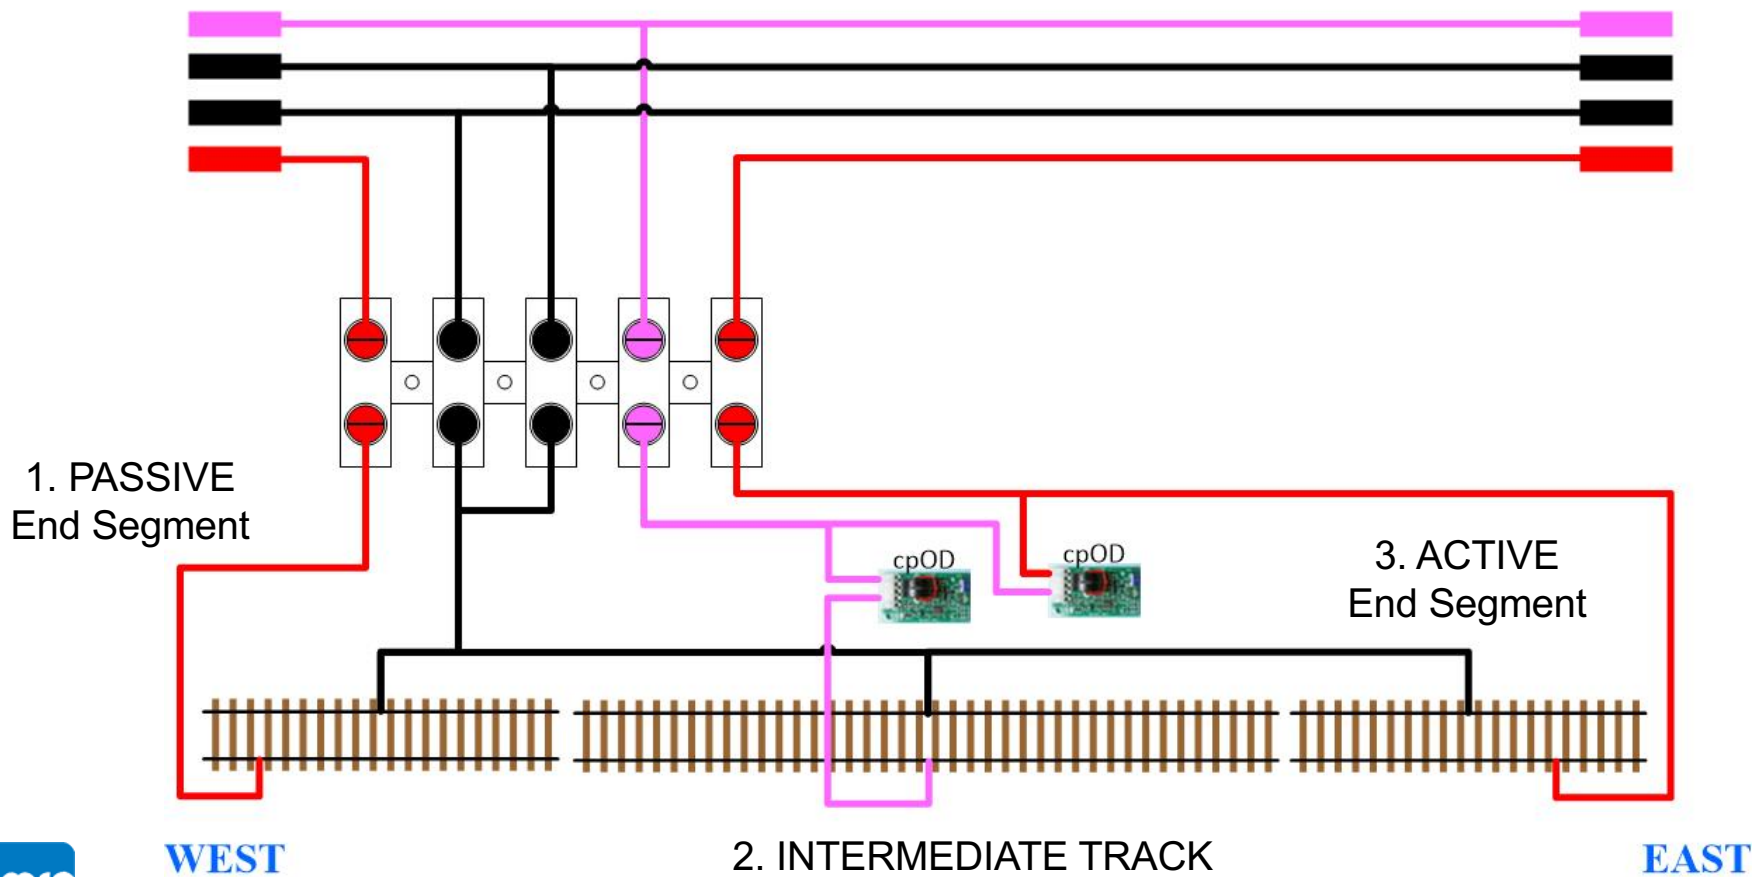 1. PASSIVE
End Segment
cpOD
cpOD
3. ACTIVE
End Segment
WEST
2. INTERMEDIATE TRACK
EAST